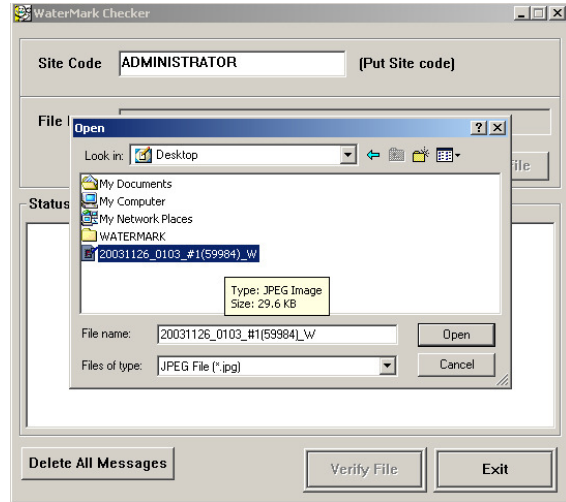 WaterMark Checker
Site Code ADMINISTRATOR (Put Site code)
File
Open
Look in: Desktop
ile
My Documents
My Computer
My Network Places
WATERMARK
20031126_0103_#1(59984)_W
Status
Type: JPEG Image
Size: 29.6 KB
File name: 20031126_0103_#1(59984)_W Open
Files of type: JPEG File (*.jpg) Cancel
Delete All Messages Verify File Exit